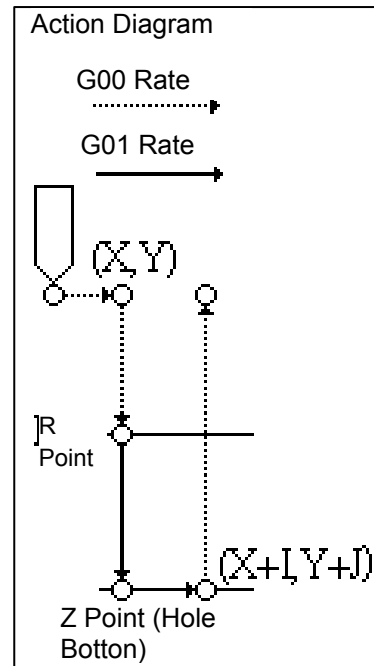 Action Diagram
G00 Rate
G01 Rate
(X,Y)
R
Point
(X+I,Y+J)
Z Point (Hole
Botton)